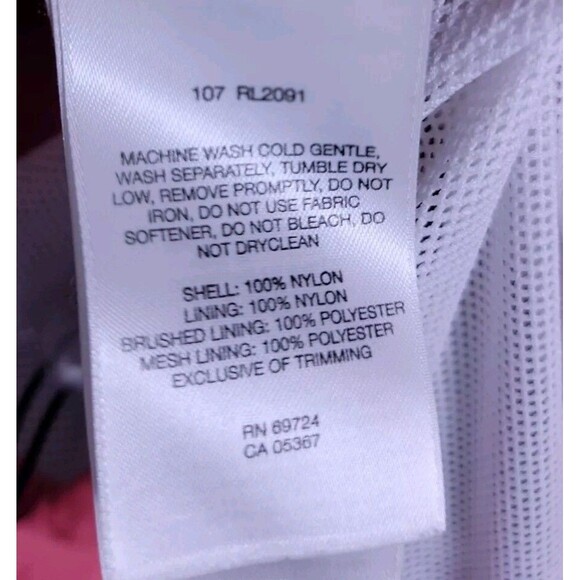 107 RL2091
MACHINE WASH COLD GENTLE,
WASH SEPARATELY, TUMBLE DRY
LOW, REMOVE PROMPTLY, DO NOT
IRON, DO NOT USE FABRIC
SOFTENER, DO NOT BLEACH, DO
NOT DRYCLEAN
SHELL: 100% NYLON
LINING: 100% NYLON
BRUSHED LINING: 100% POLYESTER
MESH LINING: 100% POLYESTER
EXCLUSIVE OF TRIMMING
RN 69724
CA 05367